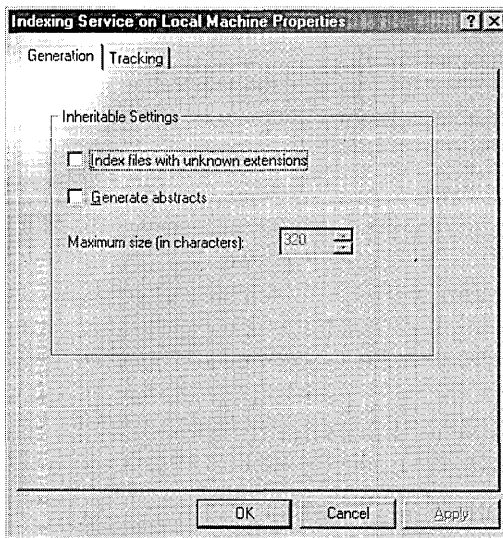 Indexing Service on Local Machine Properties ? X
Generation Tracking
Inheritable Settings
Index files with unknown extensions
Generate abstracts
Maximum size (in characters): 320
OK Cancel Apply